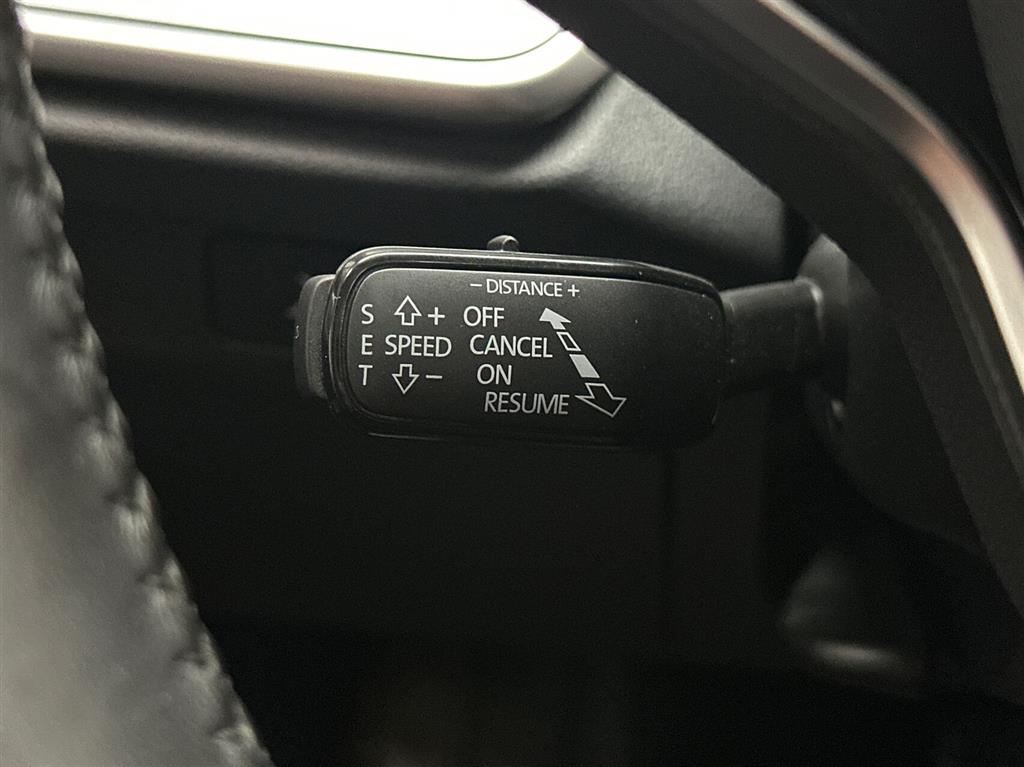 - DISTANCE +
S + OFF
E SPEED CANCEL
T - ON
RESUME